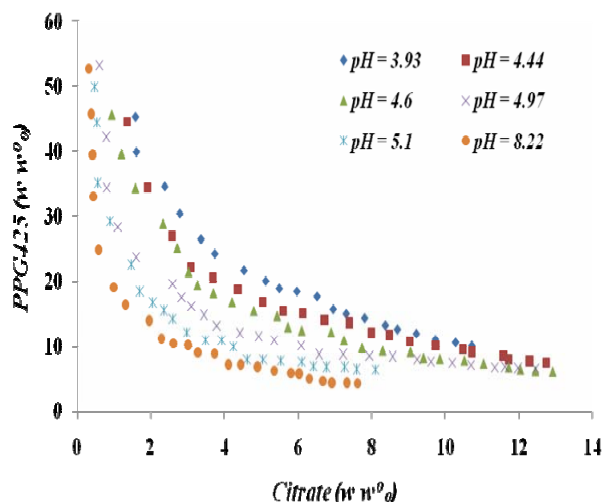 60
50
40
30
20
10
0
PPG425 (w w%)
pH = 3.93
pH = 4.44
pH = 4.6
pH = 4.97
pH = 5.1
pH = 8.22
0 2 4 6 8 10 12 14
Citrate (w w%)